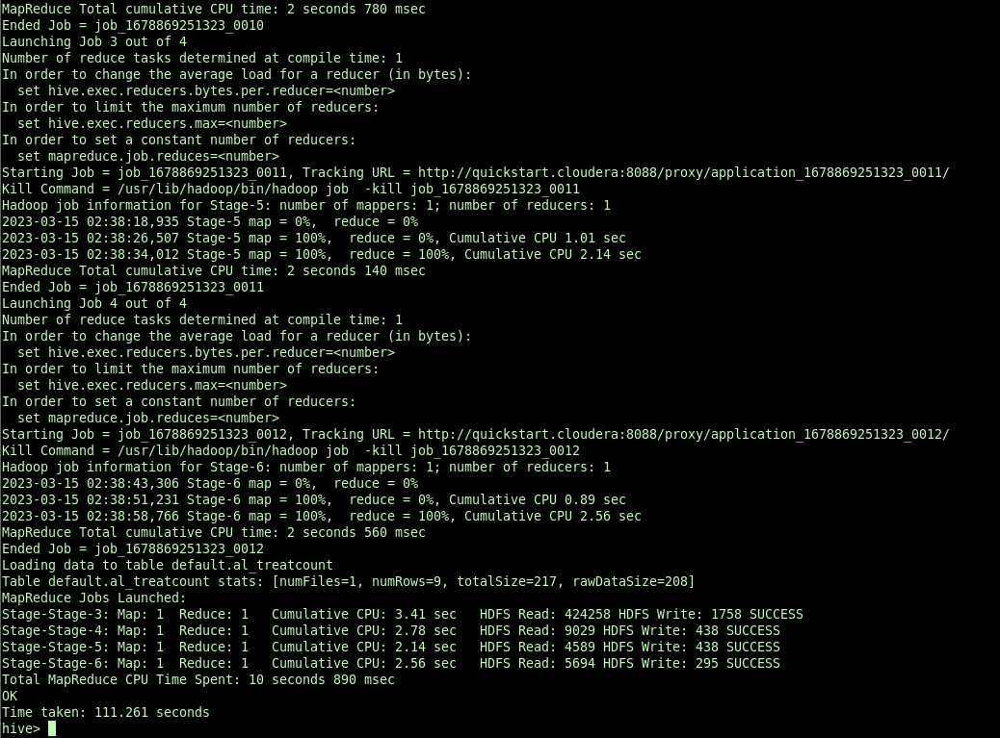 MapReduce Total cumulative CPU time: 2 seconds 780 msec
Ended Job = job_1678869251323_0010
Launching Job 3 out of 4
Number of reduce tasks determined at compile time: 1
In order to change the average load for a reducer (in bytes):
  set hive.exec.reducers.bytes.per.reducer=<number>
In order to limit the maximum number of reducers:
  set hive.exec.reducers.max=<number>
In order to set a constant number of reducers:
  set mapreduce.job.reduces=<number>
Starting Job = job_1678869251323_0011, Tracking URL = http://quickstart.cloudera:8088/proxy/application_1678869251323_0011/
Kill Command = /usr/lib/hadoop/bin/hadoop job  -kill job_1678869251323_0011
Hadoop job information for Stage-5: number of mappers: 1; number of reducers: 1
2023-03-15 02:38:18,935 Stage-5 map = 0%,  reduce = 0%
2023-03-15 02:38:26,507 Stage-5 map = 100%,  reduce = 0%, Cumulative CPU 1.01 sec
2023-03-15 02:38:34,012 Stage-5 map = 100%,  reduce = 100%, Cumulative CPU 2.14 sec
MapReduce Total cumulative CPU time: 2 seconds 140 msec
Ended Job = job_1678869251323_0011
Launching Job 4 out of 4
Number of reduce tasks determined at compile time: 1
In order to change the average load for a reducer (in bytes):
  set hive.exec.reducers.bytes.per.reducer=<number>
In order to limit the maximum number of reducers:
  set hive.exec.reducers.max=<number>
In order to set a constant number of reducers:
  set mapreduce.job.reduces=<number>
Starting Job = job_1678869251323_0012, Tracking URL = http://quickstart.cloudera:8088/proxy/application_1678869251323_0012/
Kill Command = /usr/lib/hadoop/bin/hadoop job  -kill job_1678869251323_0012
Hadoop job information for Stage-6: number of mappers: 1; number of reducers: 1
2023-03-15 02:38:43,306 Stage-6 map = 0%,  reduce = 0%
2023-03-15 02:38:51,231 Stage-6 map = 100%,  reduce = 0%, Cumulative CPU 0.89 sec
2023-03-15 02:38:58,766 Stage-6 map = 100%,  reduce = 100%, Cumulative CPU 2.56 sec
MapReduce Total cumulative CPU time: 2 seconds 560 msec
Ended Job = job_1678869251323_0012
Loading data to table default.al_treatcount
Table default.al_treatcount stats: [numFiles=1, numRows=9, totalSize=217, rawDataSize=208]
MapReduce Jobs Launched:
Stage-Stage-3: Map: 1  Reduce: 1   Cumulative CPU: 3.41 sec   HDFS Read: 424258 HDFS Write: 1758 SUCCESS
Stage-Stage-4: Map: 1  Reduce: 1   Cumulative CPU: 2.78 sec   HDFS Read: 9029 HDFS Write: 438 SUCCESS
Stage-Stage-5: Map: 1  Reduce: 1   Cumulative CPU: 2.14 sec   HDFS Read: 4589 HDFS Write: 438 SUCCESS
Stage-Stage-6: Map: 1  Reduce: 1   Cumulative CPU: 2.56 sec   HDFS Read: 5694 HDFS Write: 295 SUCCESS
Total MapReduce CPU Time Spent: 10 seconds 890 msec
OK
Time taken: 111.261 seconds
hive>